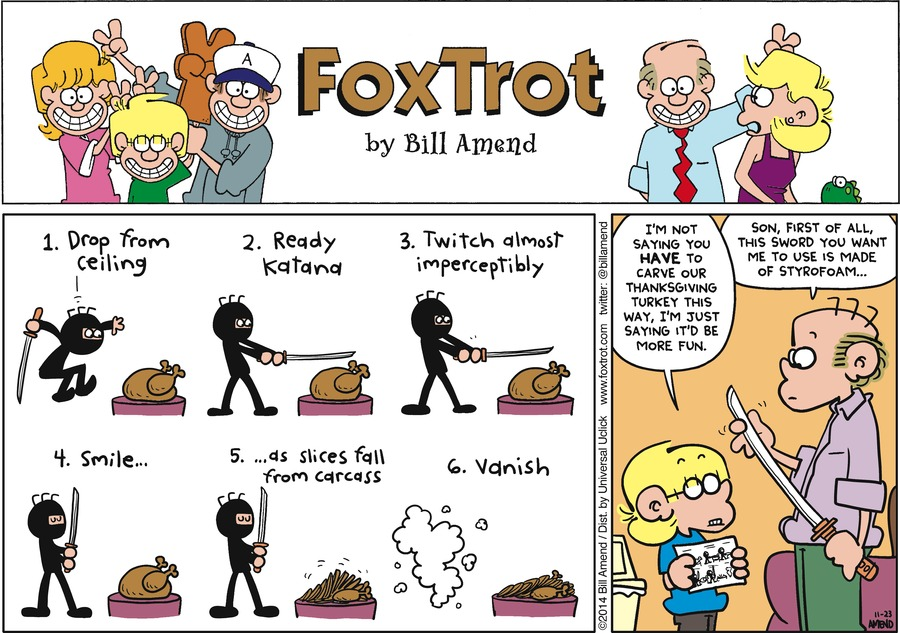 A
FoxTrot
by Bill Amend
1. Drop from
ceiling
2. Ready
Katana
3. Twitch almost
imperceptibly
4. Smile...
5. ...as slices fall
from carcass
6. Vanish
©2014 Bill Amend / Dist. by Universal Uclick www.foxtrot.com twitter: @billamend
I'M NOT
SAYING YOU
HAVE TO
CARVE OUR
THANKSGIVING
TURKEY THIS
WAY, I'M JUST
SAYING IT'D BE
MORE FUN.
SON, FIRST OF ALL,
THIS SWORD YOU WANT
ME TO USE IS MADE
OF STYROFOAM...
11-23
AMEND